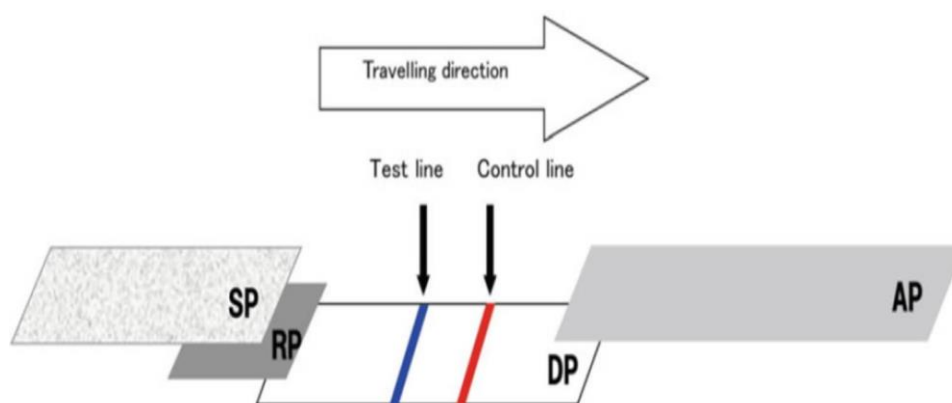 Travelling direction
Test line
Control line
SP
RP
DP
AP